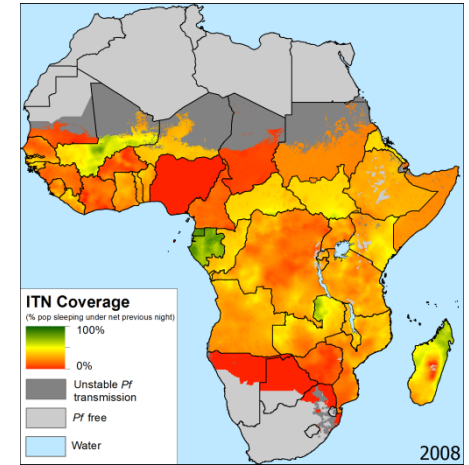 ITN Coverage
(% pop sleeping under net previous night)
100%
0%
Unstable Pf
transmission
Pf free
Water
2008